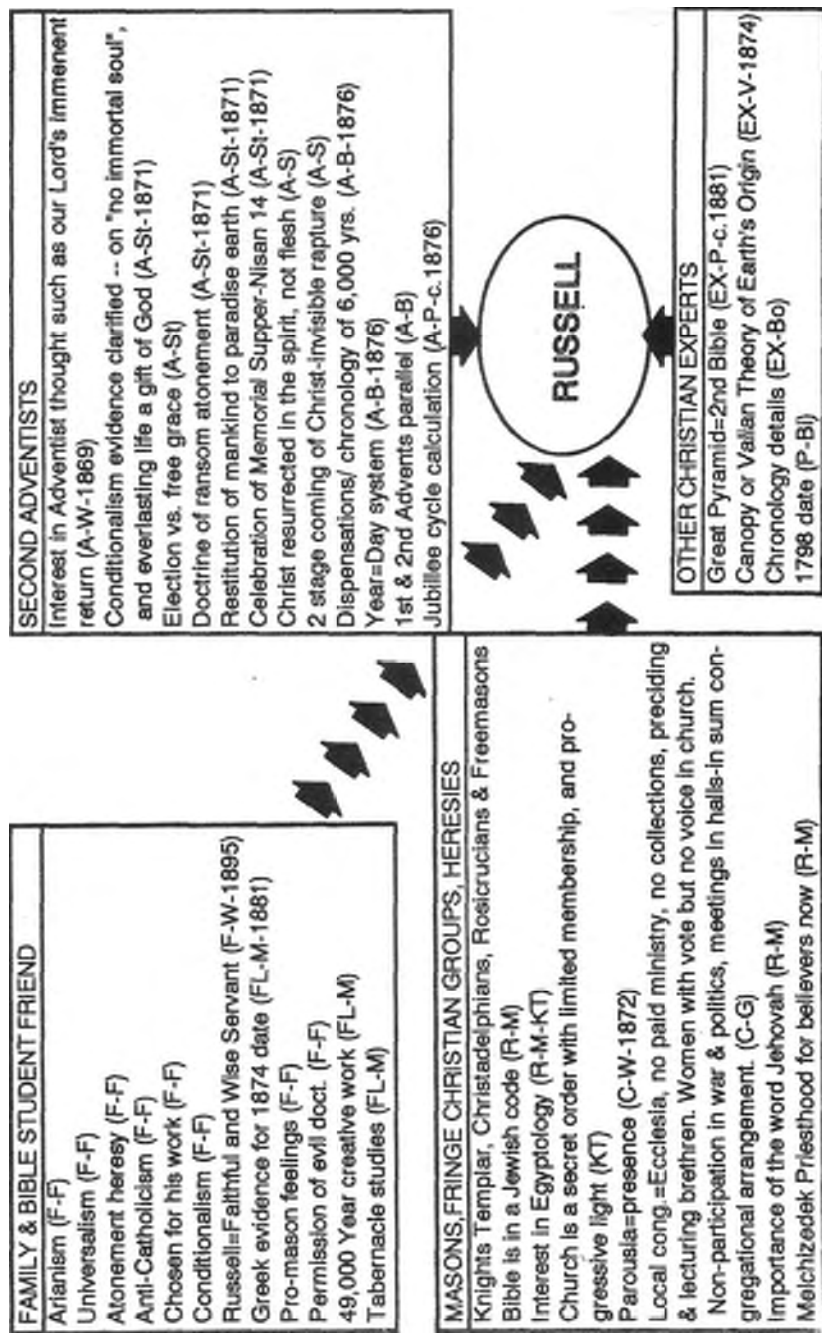 FAMILY & BIBLE STUDENT FRIEND
Arianism (F-F)
Universalism (F-F)
Atonement heresy (F-F)
Anti-Catholicism (F-F)
Chosen for his work (F-F)
Conditionalism (F-F)
Russell=Faithful and Wise Servant (F-W-1895)
Greek evidence for 1874 date (FL-M-1881)
Pro-mason feelings (F-F)
Permission of evil doct. (F-F)
49,000 Year creative work (FL-M)
Tabernacle studies (FL-M)
SECOND ADVENTISTS
Interest in Adventist thought such as our Lord's immenent
return (A-W-1869)
Conditionalism evidence clarified -- on "no immortal soul",
and everlasting life a gift of God (A-St-1871)
Election vs. free grace (A-St)
Doctrine of ransom atonement (A-St-1871)
Restitution of mankind to paradise earth (A-St-1871)
Celebration of Memorial Supper-Nisan 14 (A-St-1871)
Christ resurrected in the spirit, not flesh (A-S)
2 stage coming of Christ-invisible rapture (A-S)
Dispensations/ chronology of 6,000 yrs. (A-B-1876)
Year=Day system (A-B-1876)
1st & 2nd Advents parallel (A-B)
Jubillee cycle calculation (A-P-c.1876)
MASONS,FRINGE CHRISTIAN GROUPS, HERESIES
Knights Templar, Christadelphians, Rosicrucians & Freemasons
Bible is in a Jewish code (R-M)
Interest in Egyptology (R-M-KT)
Church is a secret order with limited membership, and pro-
gressive light (KT)
Parousia=presence (C-W-1872)
Local cong.=Ecclesia, no paid ministry, no collections, preciding
& lecturing brethren. Women with vote but no voice in church.
Non-participation in war & politics, meetings in halls-in sum con-
gregational arrangement. (C-G)
Importance of the word Jehovah (R-M)
Melchizedek Priesthood for believers now (R-M)
RUSSELL
OTHER CHRISTIAN EXPERTS
Great Pyramid=2nd Bible (EX-P-c.1881)
Canopy or Valian Theory of Earth's Origin (EX-V-1874)
Chronology details (EX-Bo)
1798 date (P-Bi)